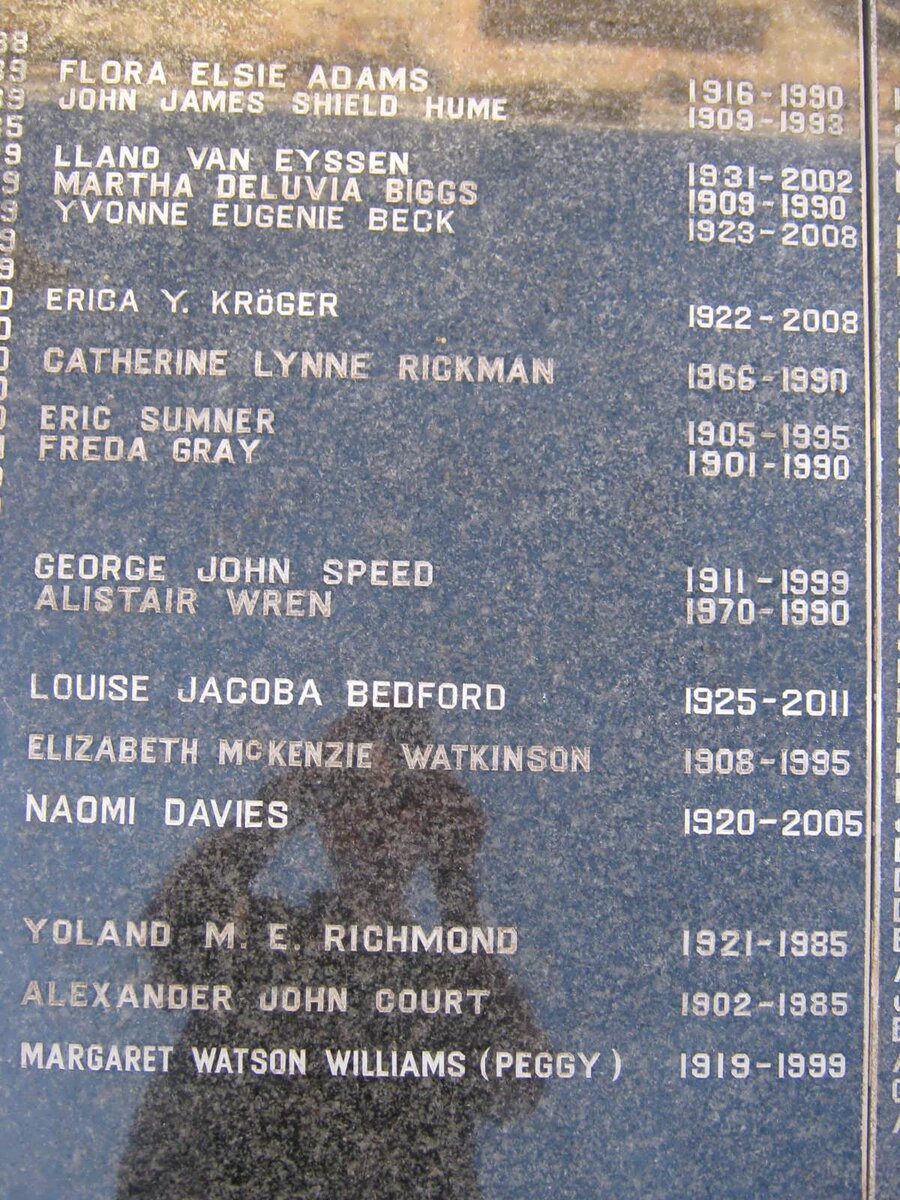 FLORA ELSIE ADAMS 1916-1990
JOHN JAMES SHIELD HUME 1909-1993
LLAND VAN EYSSEN 1931-2002
MARTHA DELUVIA BIGGS 1909-1990
YVONNE EUGENIE BECK 1923-2008
ERICA Y. KRÖGER 1922-2008
CATHERINE LYNNE RICKMAN 1966-1990
ERIC SUMNER 1905-1995
FREDA GRAY 1901-1990
GEORGE JOHN SPEED 1911-1999
ALISTAIR WREN 1970-1990
LOUISE JACOBA BEDFORD 1925-2011
ELIZABETH McKENZIE WATKINSON 1908-1995
NAOMI DAVIES 1920-2005
YOLAND M. E. RICHMOND 1921-1985
ALEXANDER JOHN COURT 1902-1985
MARGARET WATSON WILLIAMS (PEGGY) 1919-1999